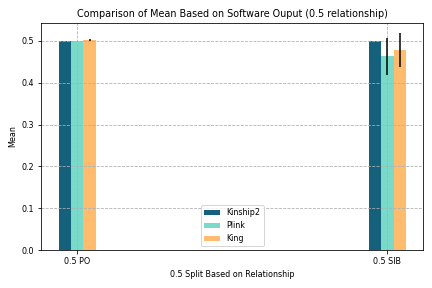 Comparison of Mean Based on Software Ouput (0.5 relationship)
0.5
0.4
0.3
0.2
0.1
0.0
Mean
Kinship2
Plink
King
0.5 PO
0.5 SIB
0.5 Split Based on Relationship